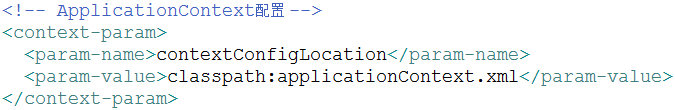 <!-- ApplicationContext配置 -->
<context-param>
  <param-name>contextConfigLocation</param-name>
  <param-value>classpath:applicationContext.xml</param-value>
</context-param>